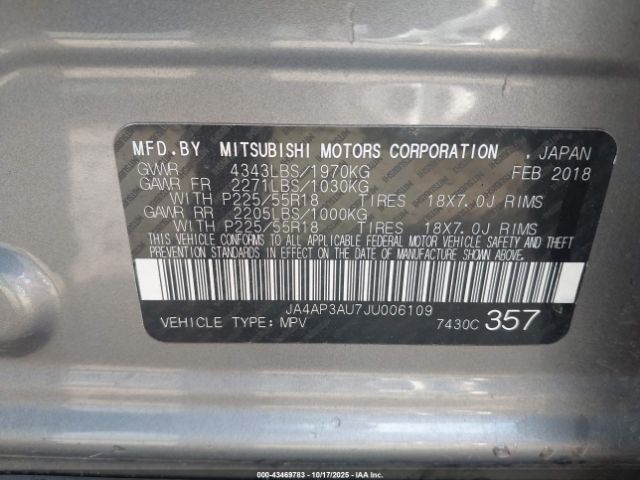 MFD.BY MITSUBISHI MOTORS CORPORATION . JAPAN
GVWR 4343LBS/1970KG FEB 2018
GAWR FR 2271LBS/1030KG
WITH P225/55R18 TIRES 18X7.0J RIMS
GAWR RR 2205LBS/1000KG
WITH P225/55R18 TIRES 18X7.0J RIMS
THIS VEHICLE CONFORMS TO ALL APPLICABLE FEDERAL MOTOR VEHICLE SAFETY AND THEFT
PREVENTION STANDARDS IN EFFECT ON THE DATE OF MANUFACTURE SHOWN ABOVE.
JA4AP3AU7JU006109
VEHICLE TYPE: MPV 7430C 357
000-43469783 - 10/17/2025 - www.iaai.com